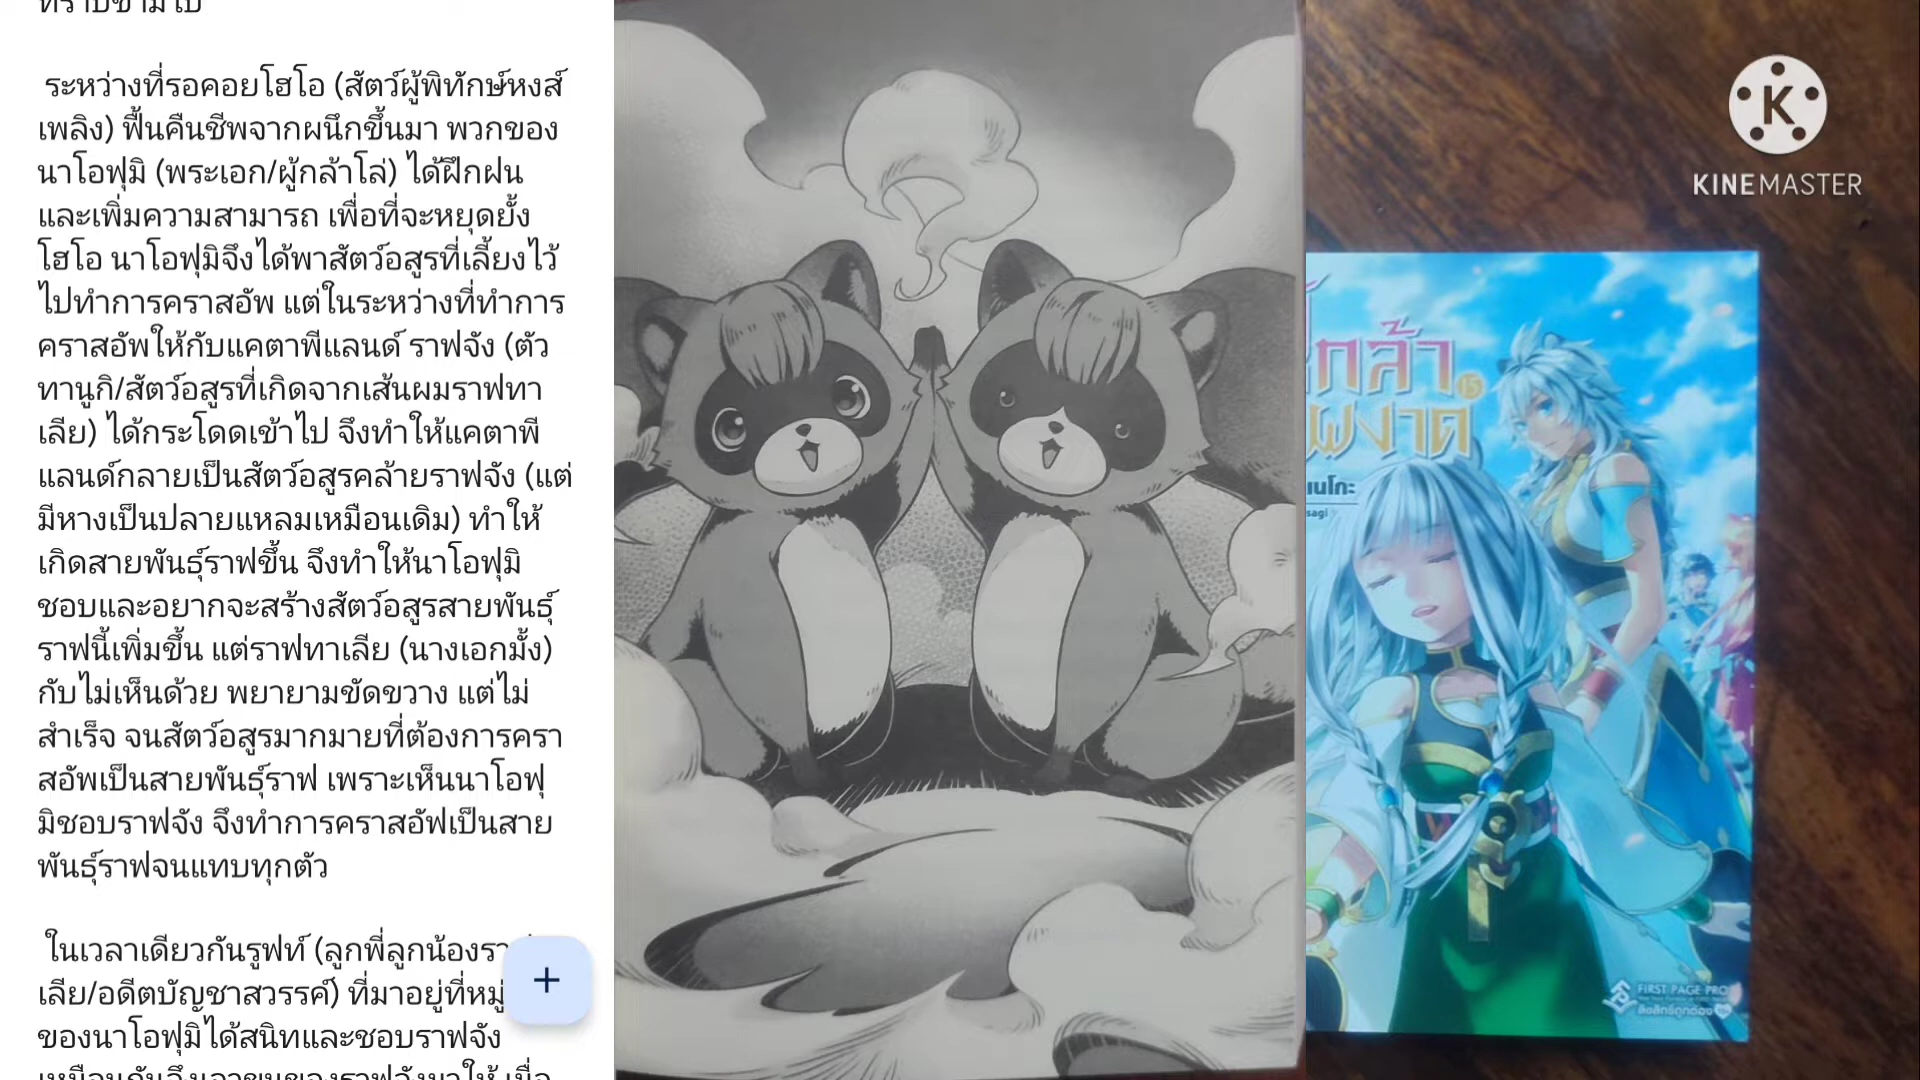 ระหว่างที่รอคอยโฮโอ (สัตว์ผู้พิทักษ์หงส์
เพลิง) ฟื้นคืนชีพจากผนึกขึ้นมา พวกของ
นาโอฟุมิ (พระเอก/ผู้กล้าโล่) ได้ฝึกฝน
และเพิ่มความสามารถ เพื่อที่จะหยุดยั้ง
โฮโอ นาโอฟุมิจึงได้พาสัตว์อสูรที่เลี้ยงไว้
ไปทำการคราสอัพ แต่ในระหว่างที่ทำการ
คราสอัพให้กับแคตาพีแลนด์ ราฟจัง (ตัว
ทานูกิ/สัตว์อสูรที่เกิดจากเส้นผมราฟทา
เลีย) ได้กระโดดเข้าไป จึงทำให้แคตาพี
แลนด์กลายเป็นสัตว์อสูรคล้ายราฟจัง (แต่
มีหางเป็นปลายแหลมเหมือนเดิม) ทำให้
เกิดสายพันธุ์ราฟขึ้น จึงทำให้นาโอฟุมิ
ชอบและอยากจะสร้างสัตว์อสูรสายพันธุ์
ราฟนี้เพิ่มขึ้น แต่ราฟทาเลีย (นางเอกมั้ง)
กับไม่เห็นด้วย พยายามขัดขวาง แต่ไม่
สำเร็จ จนสัตว์อสูรมากมายที่ต้องการครา
สอัพเป็นสายพันธุ์ราฟ เพราะเห็นนาโอฟุ
มิชอบราฟจัง จึงทำการคราสอัฟเป็นสาย
พันธุ์ราฟจนแทบทุกตัว
ในเวลาเดียวกันรูฟท์ (ลูกพี่ลูกน้อง
เลีย/อดีตบัญชาสวรรค์) ที่มาอยู่ที่หมู่
ของนาโอฟุมิได้สนิทและชอบราฟจัง
+
K
KINEMASTER
กล้า
15
ผงาด
เนโกะ
sagi
FIRST PAGE PRO
ลิขสิทธิ์ถูกต้อง